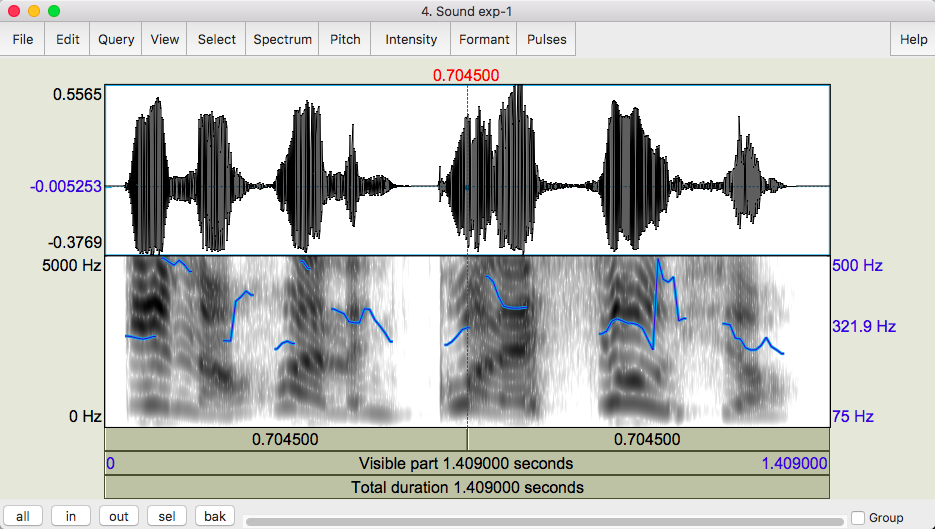 4. Sound exp-1
File Edit Query View Select Spectrum Pitch Intensity Formant Pulses Help
0.704500
0.5565
-0.005253
-0.3769
5000 Hz 500 Hz
321.9 Hz
0 Hz 75 Hz
0.704500 0.704500
0 Visible part 1.409000 seconds 1.409000
Total duration 1.409000 seconds
all in out sel bak Group